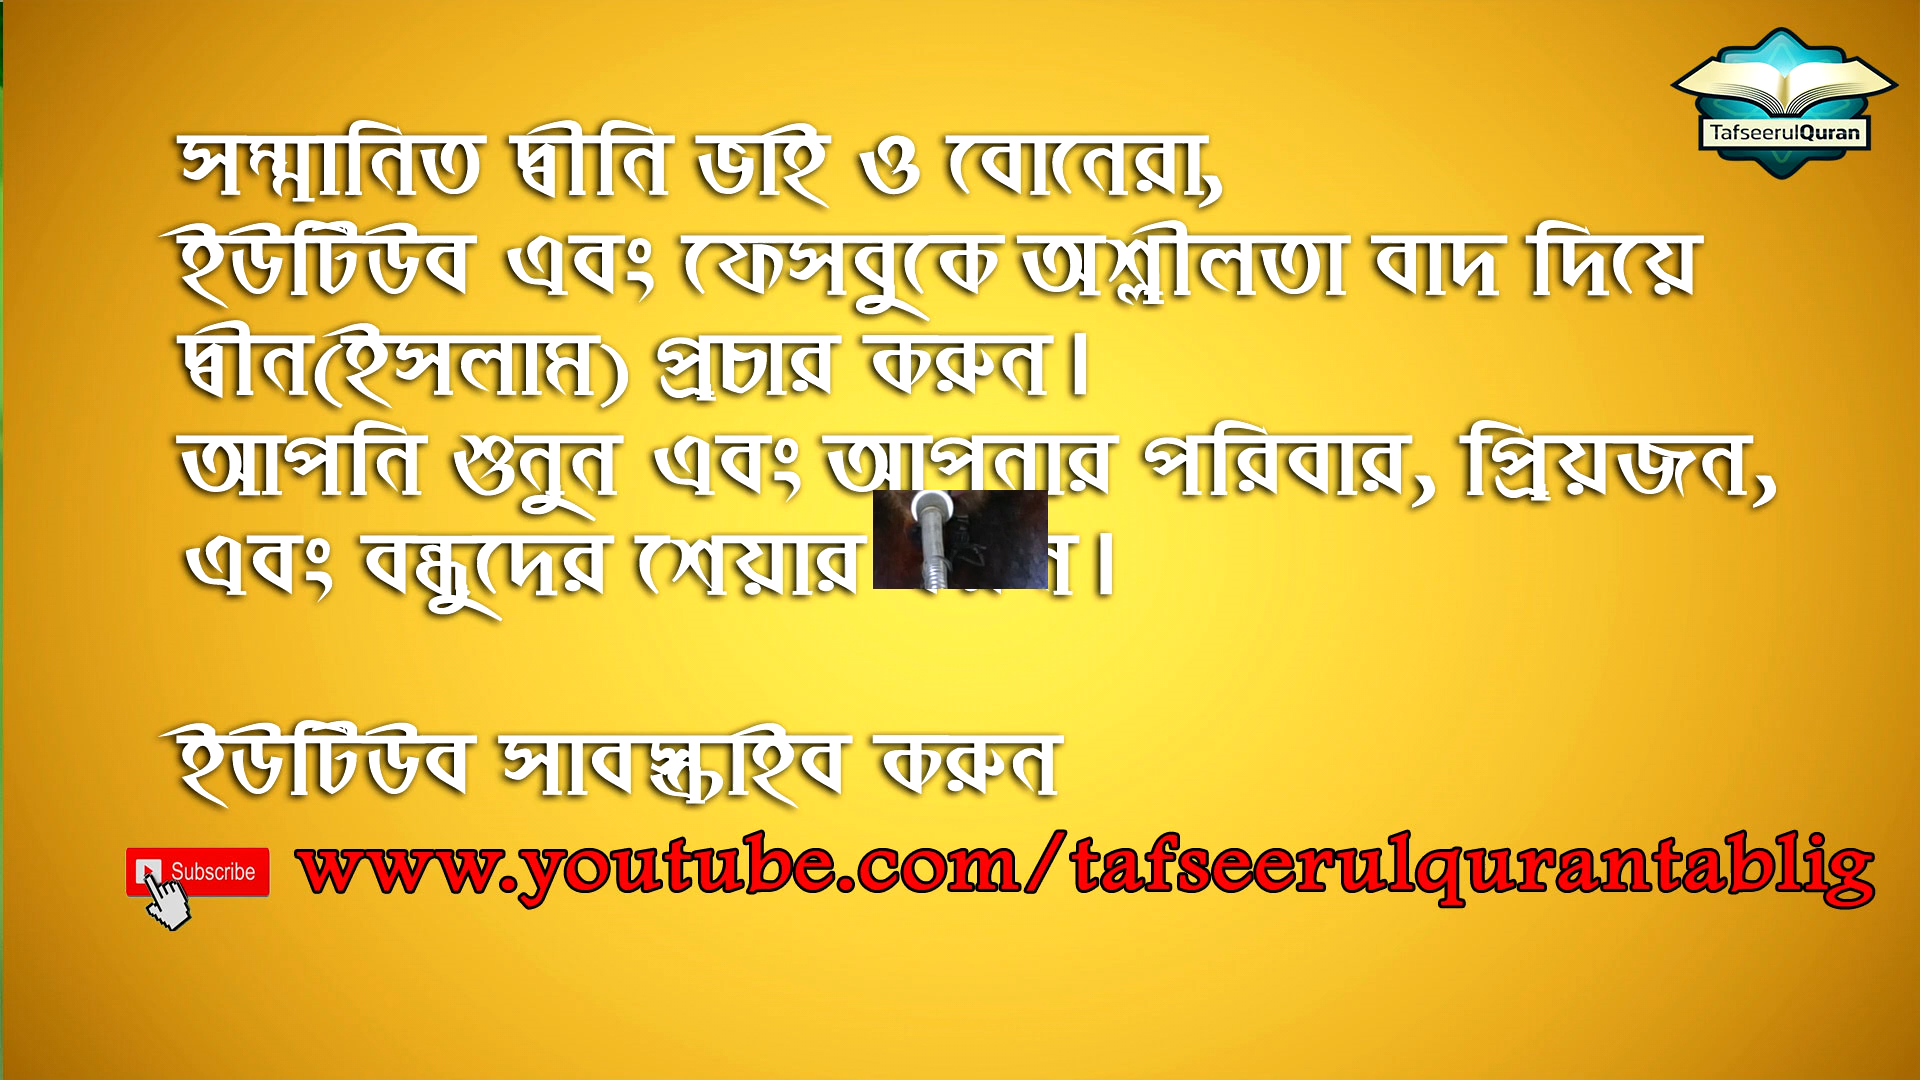 TafseerulQuran
সম্মানিত দ্বীনি ভাই ও বোনেরা,
ইউটিউব এবং ফেসবুকে অশ্লীলতা বাদ দিয়ে
দ্বীন(ইসলাম) প্রচার করুন।
আপনি শুনুন এবং আপনার পরিবার, প্রিয়জন,
এবং বন্ধুদের শেয়ার
ইউটিউব সাবস্ক্রাইব করুন
Subscribe www.youtube.com/tafseerulqurantablig